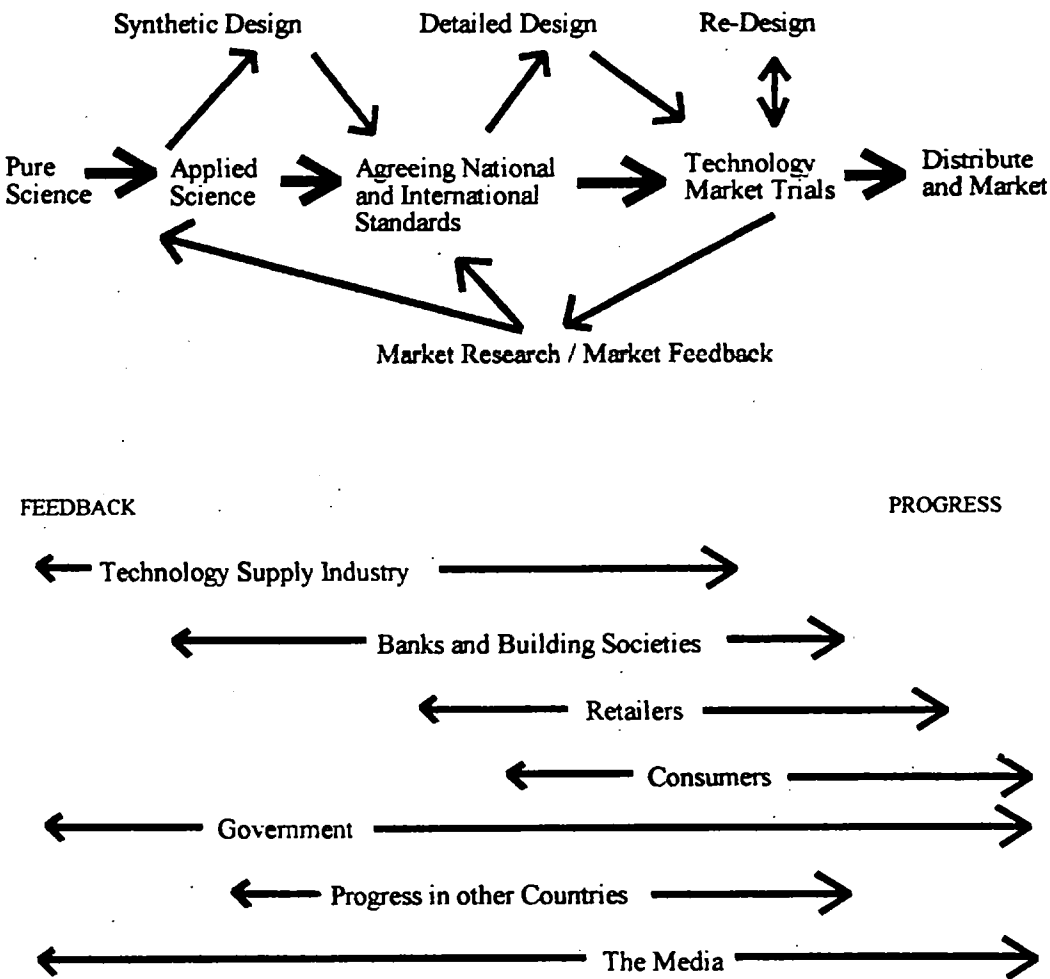 Synthetic Design
Detailed Design
Re-Design
Pure
Science
Applied
Science
Agreeing National
and International
Standards
Technology
Market Trials
Distribute
and Market
Market Research / Market Feedback
FEEDBACK
PROGRESS
Technology Supply Industry
Banks and Building Societies
Retailers
Consumers
Government
Progress in other Countries
The Media